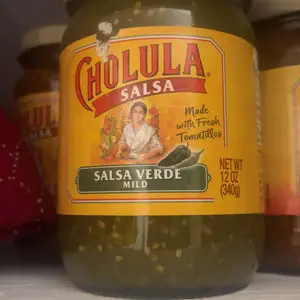 CHOLULA®
SALSA
Made
with Fresh
Tomatillos
SALSA VERDE
MILD
NET WT
12 OZ
(340g)